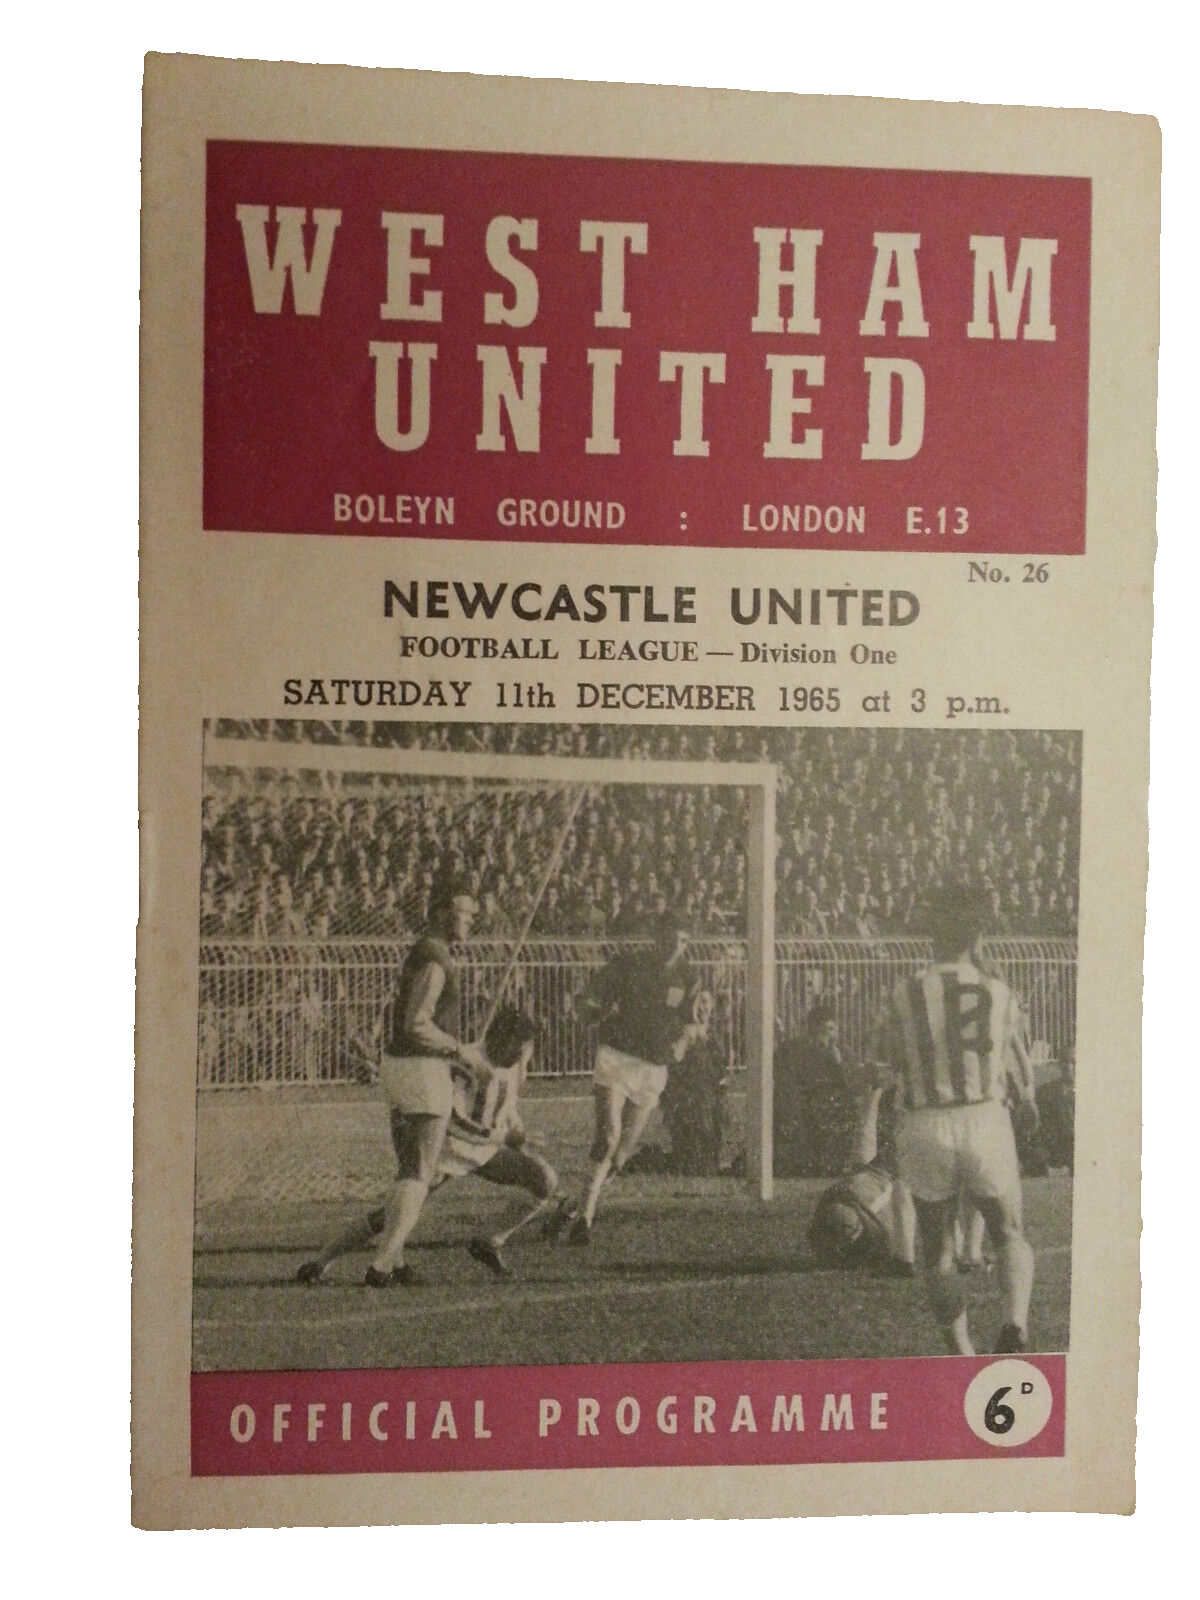 WEST HAM
UNITED
BOLEYN GROUND : LONDON E.13
No. 26
NEWCASTLE UNITED
FOOTBALL LEAGUE — Division One
SATURDAY 11th DECEMBER 1965 at 3 p.m.
8
OFFICIAL PROGRAMME
6D